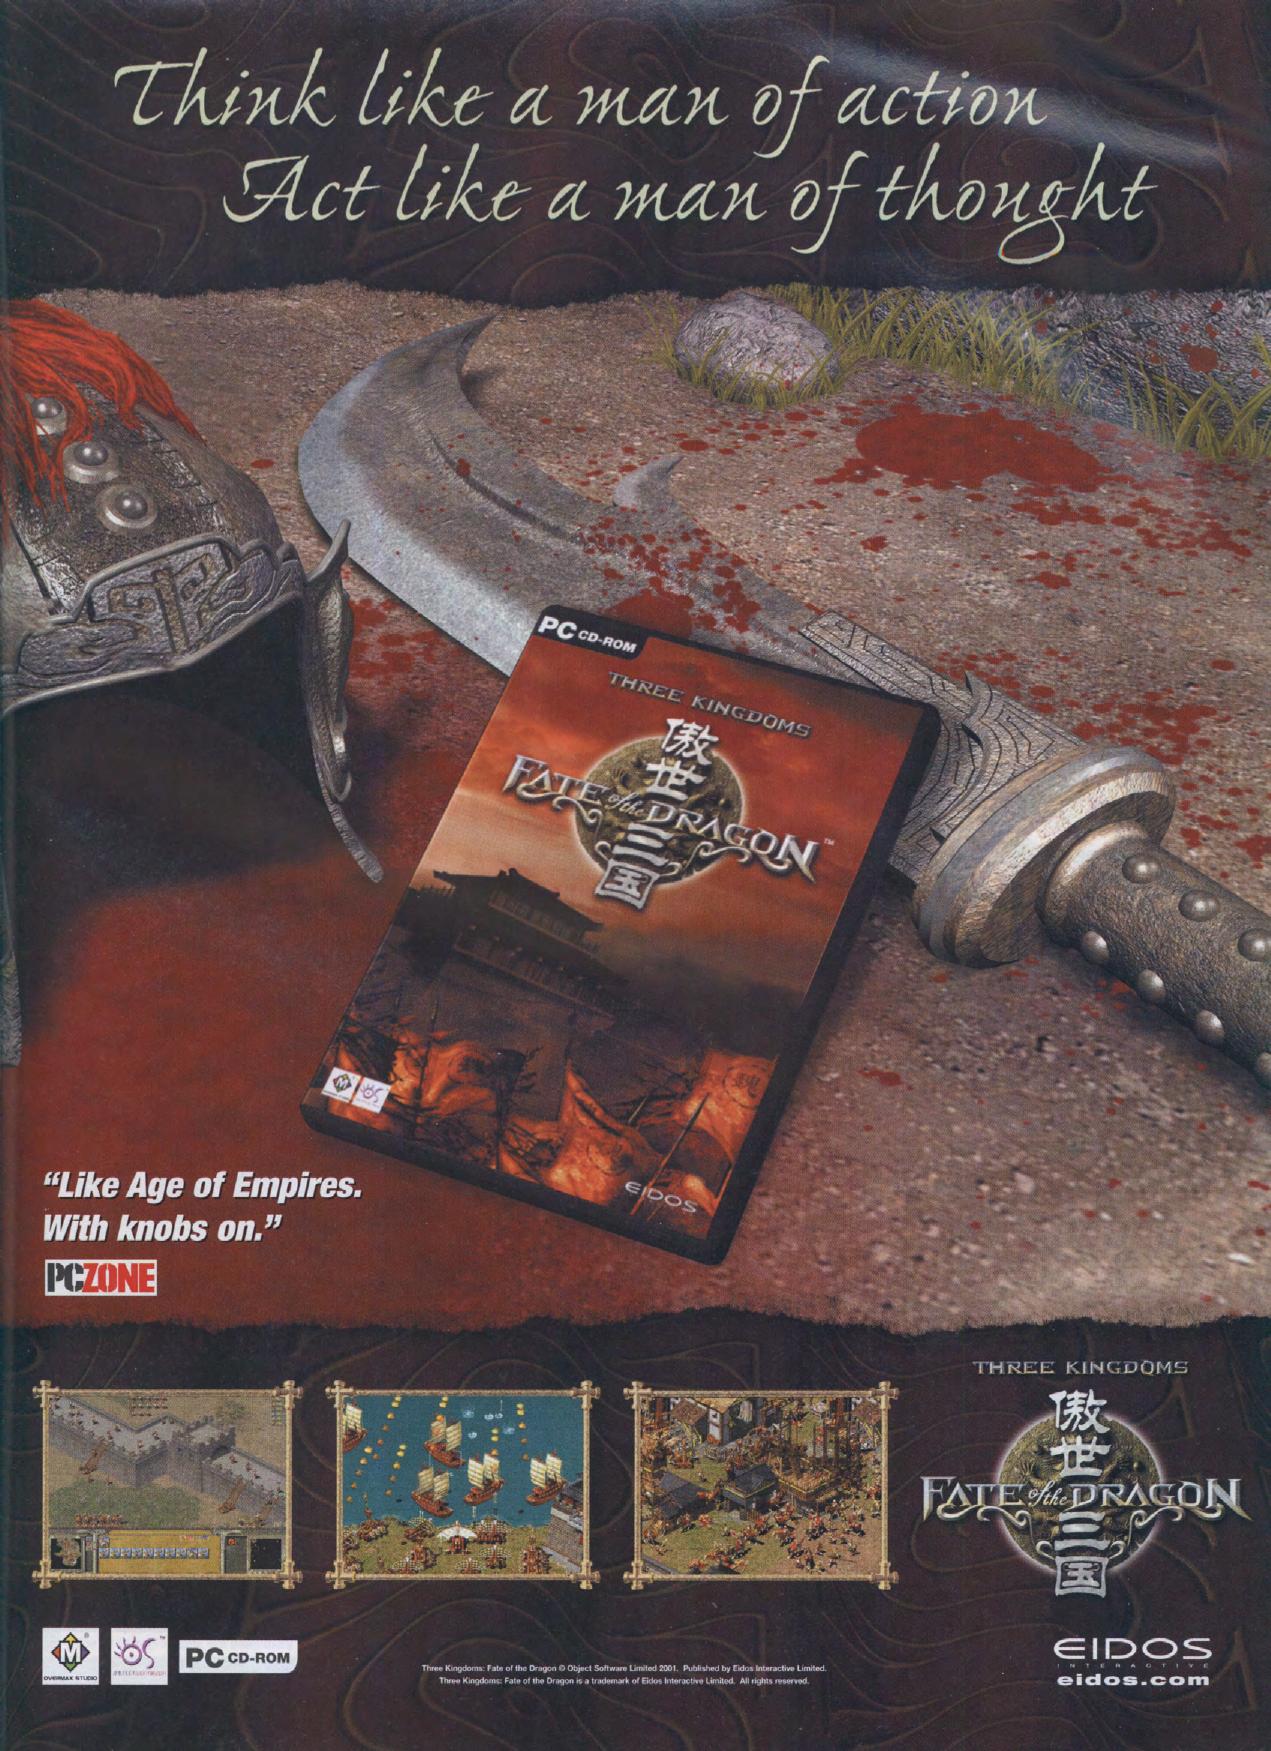 Think like a man of action
Act like a man of thought
PC CD-ROM
THREE KINGDOMS
傲世三国
FATE of the DRAGON™
EIDOS
“Like Age of Empires.
With knobs on.”
PCZONE
THREE KINGDOMS
傲世三国
FATE of the DRAGON
OVERMAX STUDIO
PC CD-ROM
Three Kingdoms: Fate of the Dragon © Object Software Limited 2001. Published by Eidos Interactive Limited.
Three Kingdoms: Fate of the Dragon is a trademark of Eidos Interactive Limited. All rights reserved.
EIDOS
INTERACTIVE
eidos.com